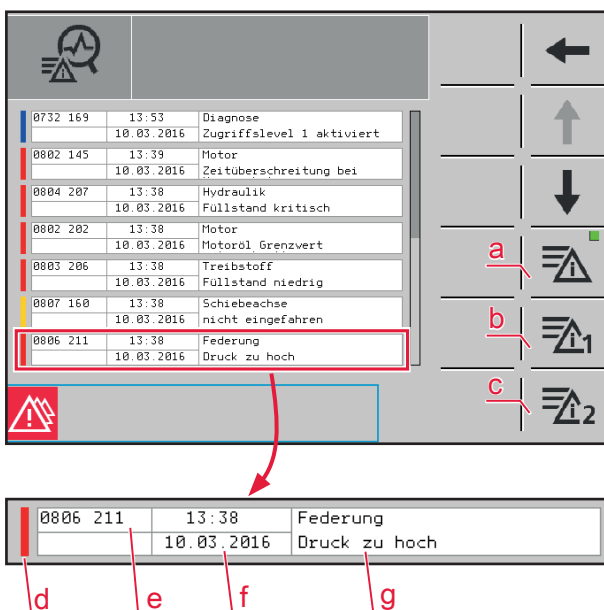 0732 169 13:53 Diagnose
10.03.2016 Zugriffslevel 1 aktiviert
0802 145 13:39 Motor
10.03.2016 Zeitüberschreitung bei
0804 207 13:38 Hydraulik
10.03.2016 Füllstand kritisch
0802 202 13:38 Motor
10.03.2016 Motoröl Grenzwert
0803 206 13:38 Treibstoff
10.03.2016 Füllstand niedrig
0807 160 13:38 Schiebeachse
10.03.2016 nicht eingefahren
0806 211 13:38 Federung
10.03.2016 Druck zu hoch
a
b
1
c
2
0806 211 13:38 Federung
10.03.2016 Druck zu hoch
d e f g